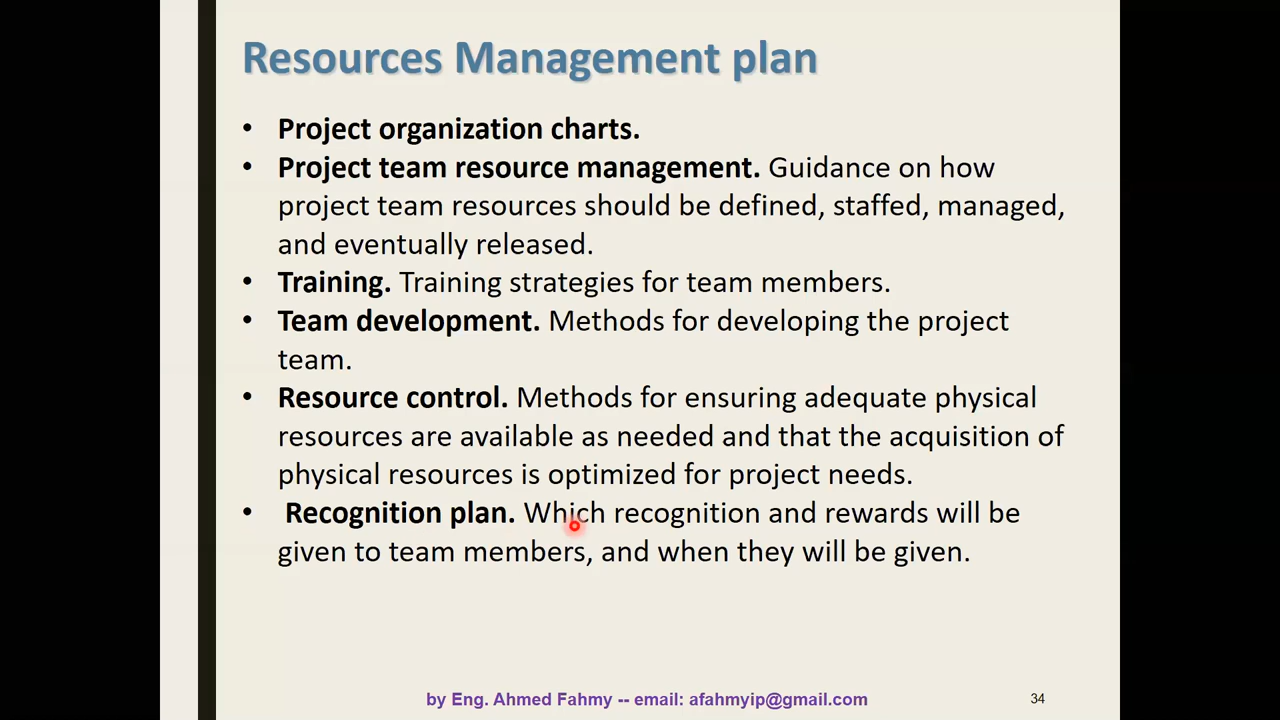 Resources Management plan
• Project organization charts.
• Project team resource management. Guidance on how
project team resources should be defined, staffed, managed,
and eventually released.
• Training. Training strategies for team members.
• Team development. Methods for developing the project
team.
• Resource control. Methods for ensuring adequate physical
resources are available as needed and that the acquisition of
physical resources is optimized for project needs.
• Recognition plan. Which recognition and rewards will be
given to team members, and when they will be given.
by Eng. Ahmed Fahmy -- email: afahmyip@gmail.com
34